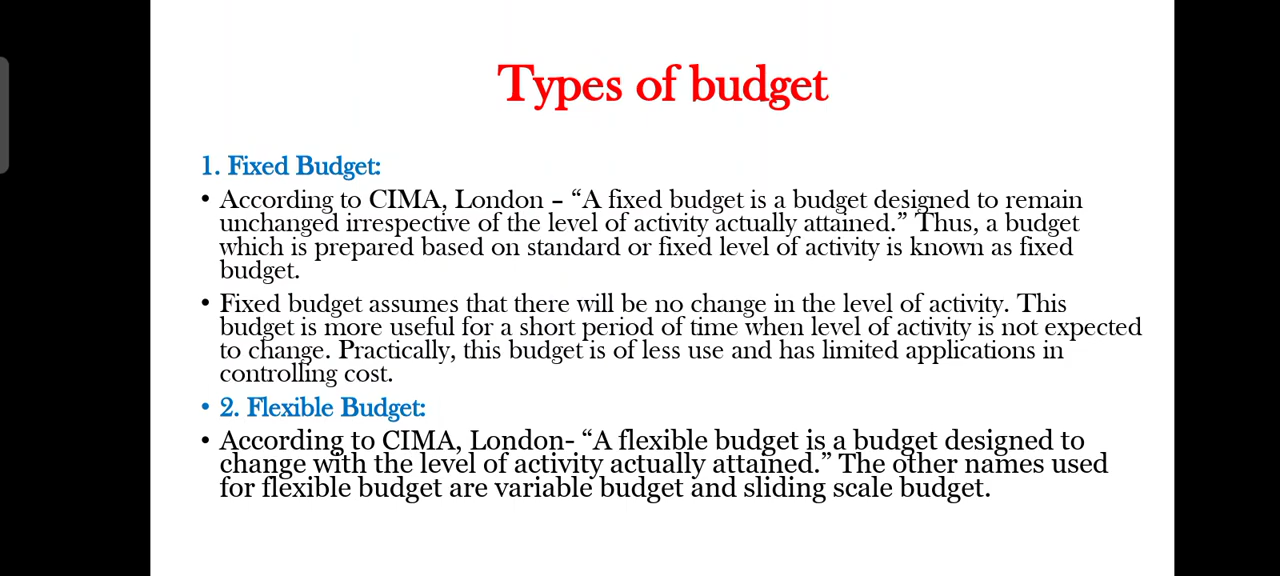 Types of budget
1. Fixed Budget:
• According to CIMA, London – “A fixed budget is a budget designed to remain
unchanged irrespective of the level of activity actually attained.” Thus, a budget
which is prepared based on standard or fixed level of activity is known as fixed
budget.
• Fixed budget assumes that there will be no change in the level of activity. This
budget is more useful for a short period of time when level of activity is not expected
to change. Practically, this budget is of less use and has limited applications in
controlling cost.
• 2. Flexible Budget:
• According to CIMA, London- “A flexible budget is a budget designed to
change with the level of activity actually attained.” The other names used
for flexible budget are variable budget and sliding scale budget.